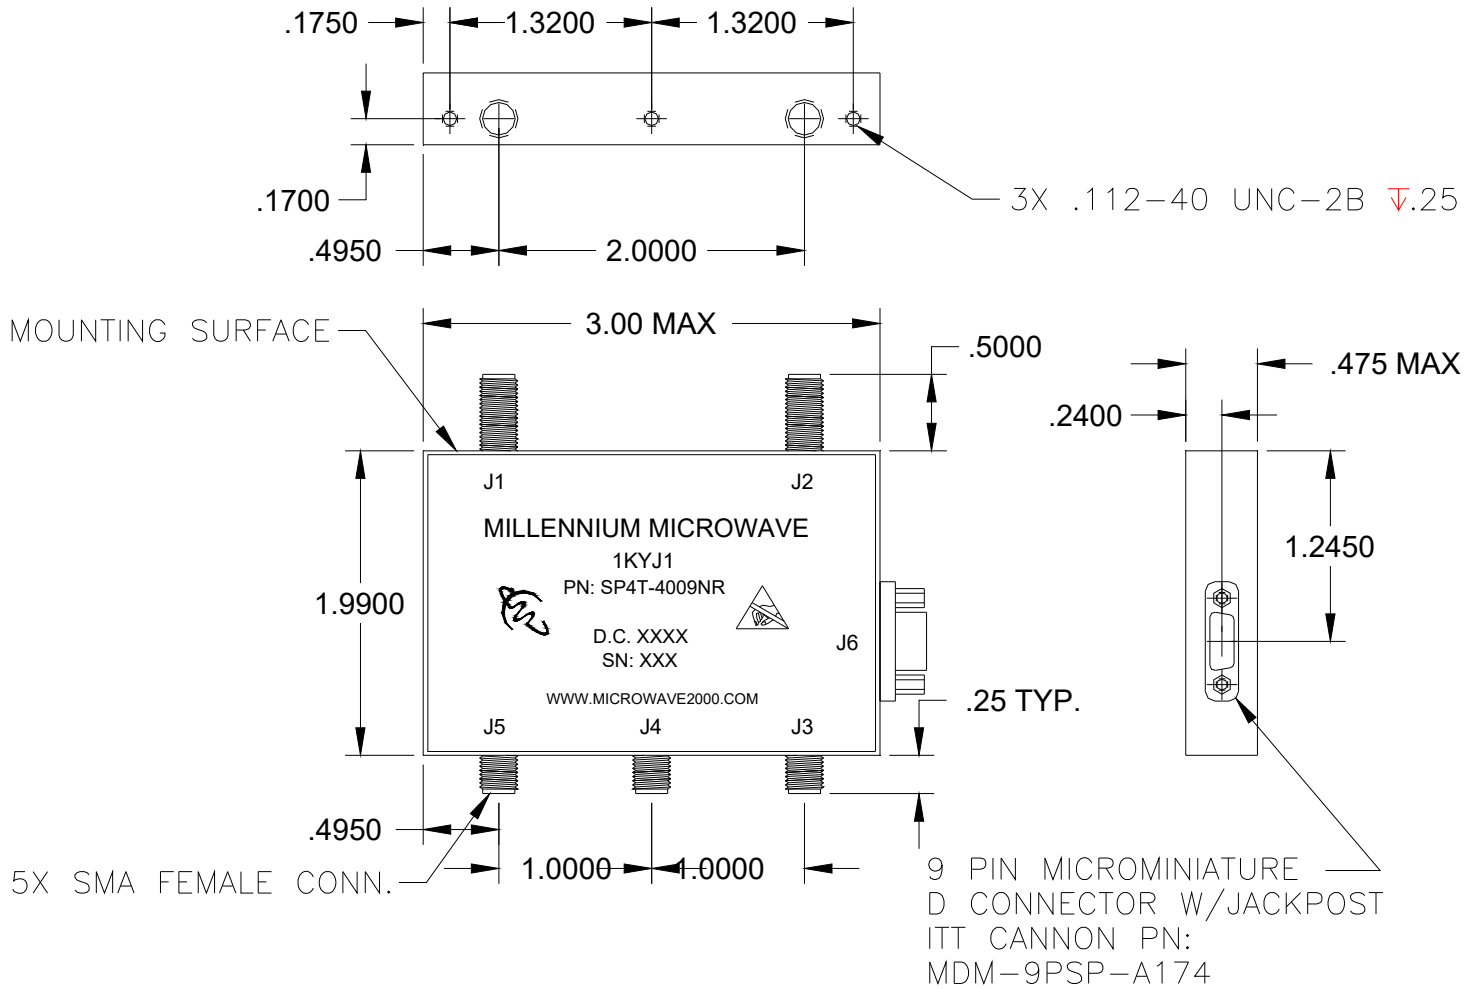 .1750
1.3200
1.3200
.1700
3X .112-40 UNC-2B ↧.25
.4950
2.0000
MOUNTING SURFACE
3.00 MAX
.5000
.475 MAX
.2400
J1
J2
MILLENNIUM MICROWAVE
1KYJ1
PN: SP4T-4009NR
1.9900
1.2450
D.C. XXXX
SN: XXX
J6
WWW.MICROWAVE2000.COM
.25 TYP.
J5
J4
J3
.4950
1.0000
1.0000
5X SMA FEMALE CONN.
9 PIN MICROMINIATURE
D CONNECTOR W/JACKPOST
ITT CANNON PN:
MDM-9PSP-A174